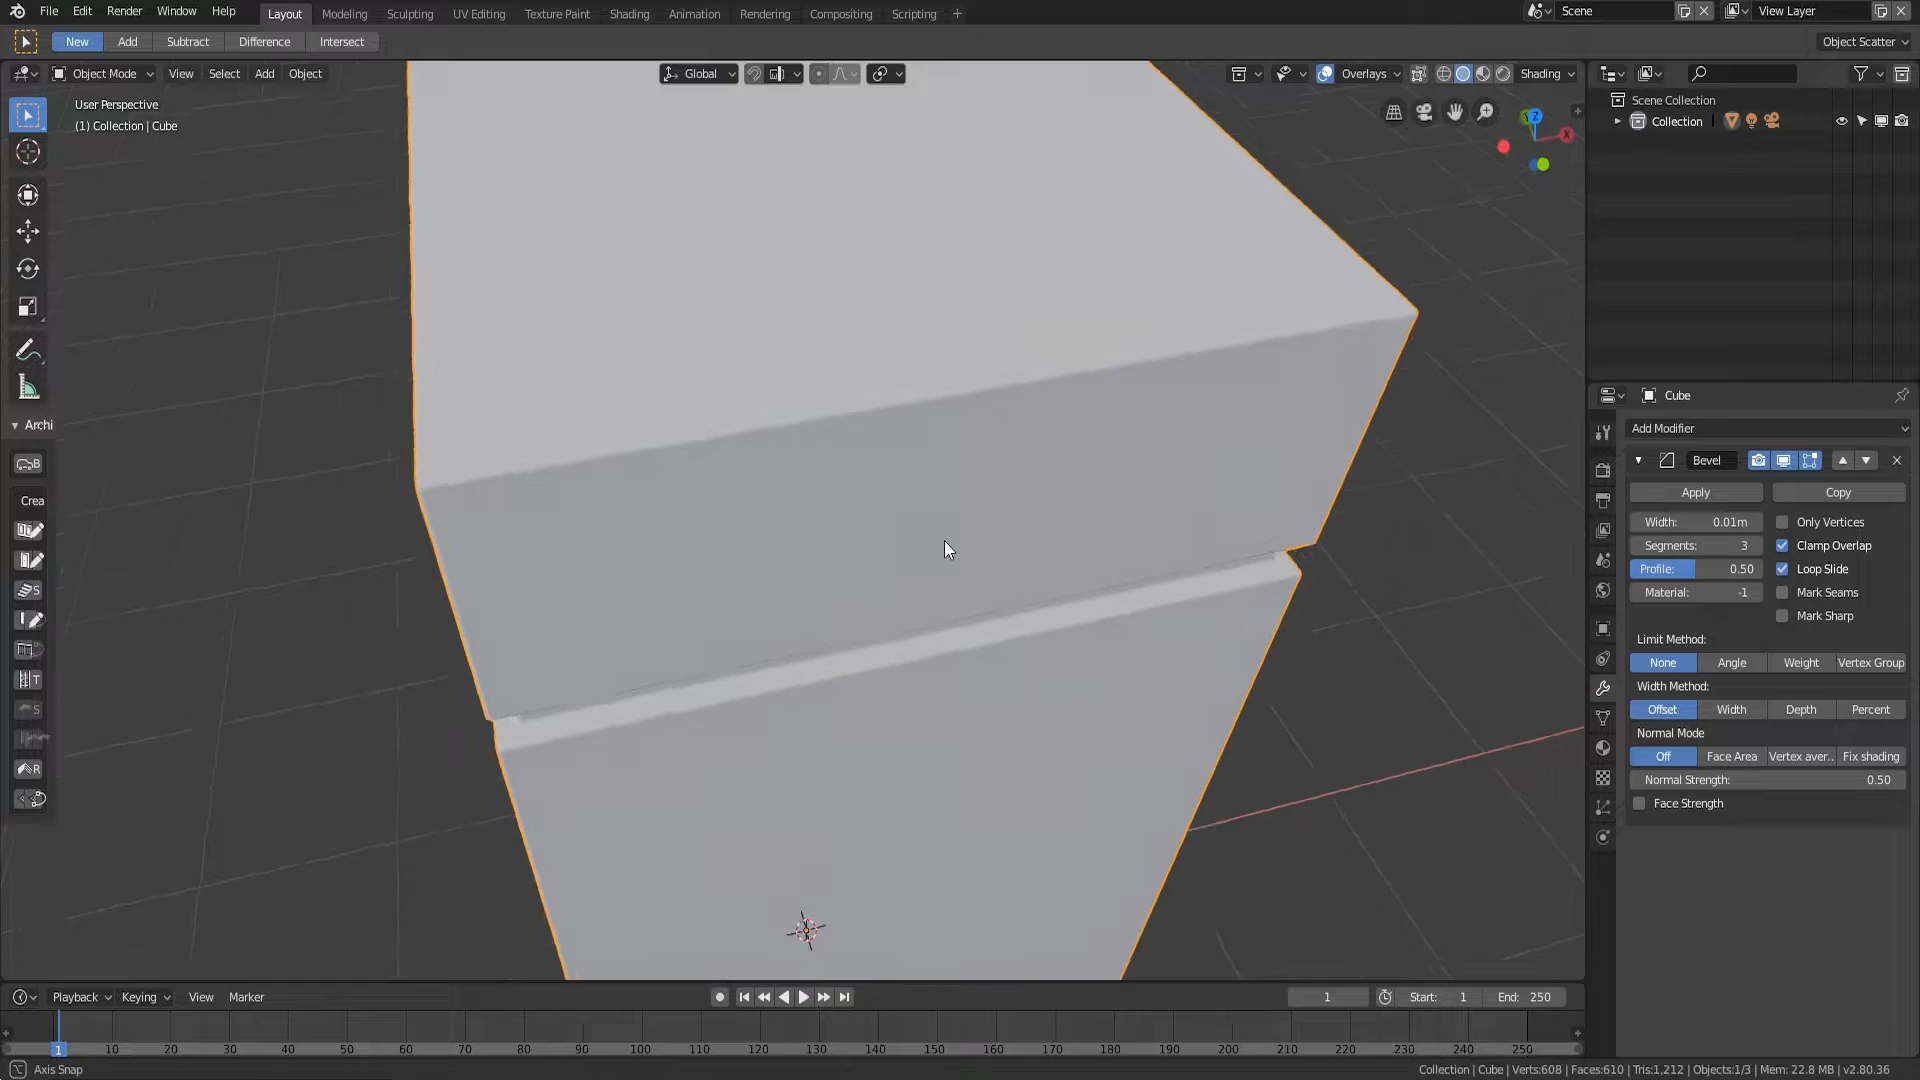 File Edit Render Window Help Layout Modeling Sculpting UV Editing Texture Paint Shading Animation Rendering Compositing Scripting + Scene View Layer
New Add Subtract Difference Intersect Object Scatter
Object Mode View Select Add Object Global Overlays Shading
User Perspective
(1) Collection | Cube
Z
X
Scene Collection
Collection
Archi
B
Crea
S
T
S
R
Cube
Add Modifier
Bevel
Apply Copy
Width: 0.01m Only Vertices
Segments: 3 Clamp Overlap
Profile: 0.50 Loop Slide
Material: -1 Mark Seams
Mark Sharp
Limit Method:
None Angle Weight Vertex Group
Width Method:
Offset Width Depth Percent
Normal Mode
Off Face Area Vertex aver.. Fix shading
Normal Strength: 0.50
Face Strength
Playback Keying View Marker 1 Start: 1 End: 250
1 10 20 30 40 50 60 70 80 90 100 110 120 130 140 150 160 170 180 190 200 210 220 230 240 250
Axis Snap Collection | Cube | Verts:608 | Faces:610 | Tris:1,212 | Objects:1/3 | Mem: 22.8 MB | v2.80.36